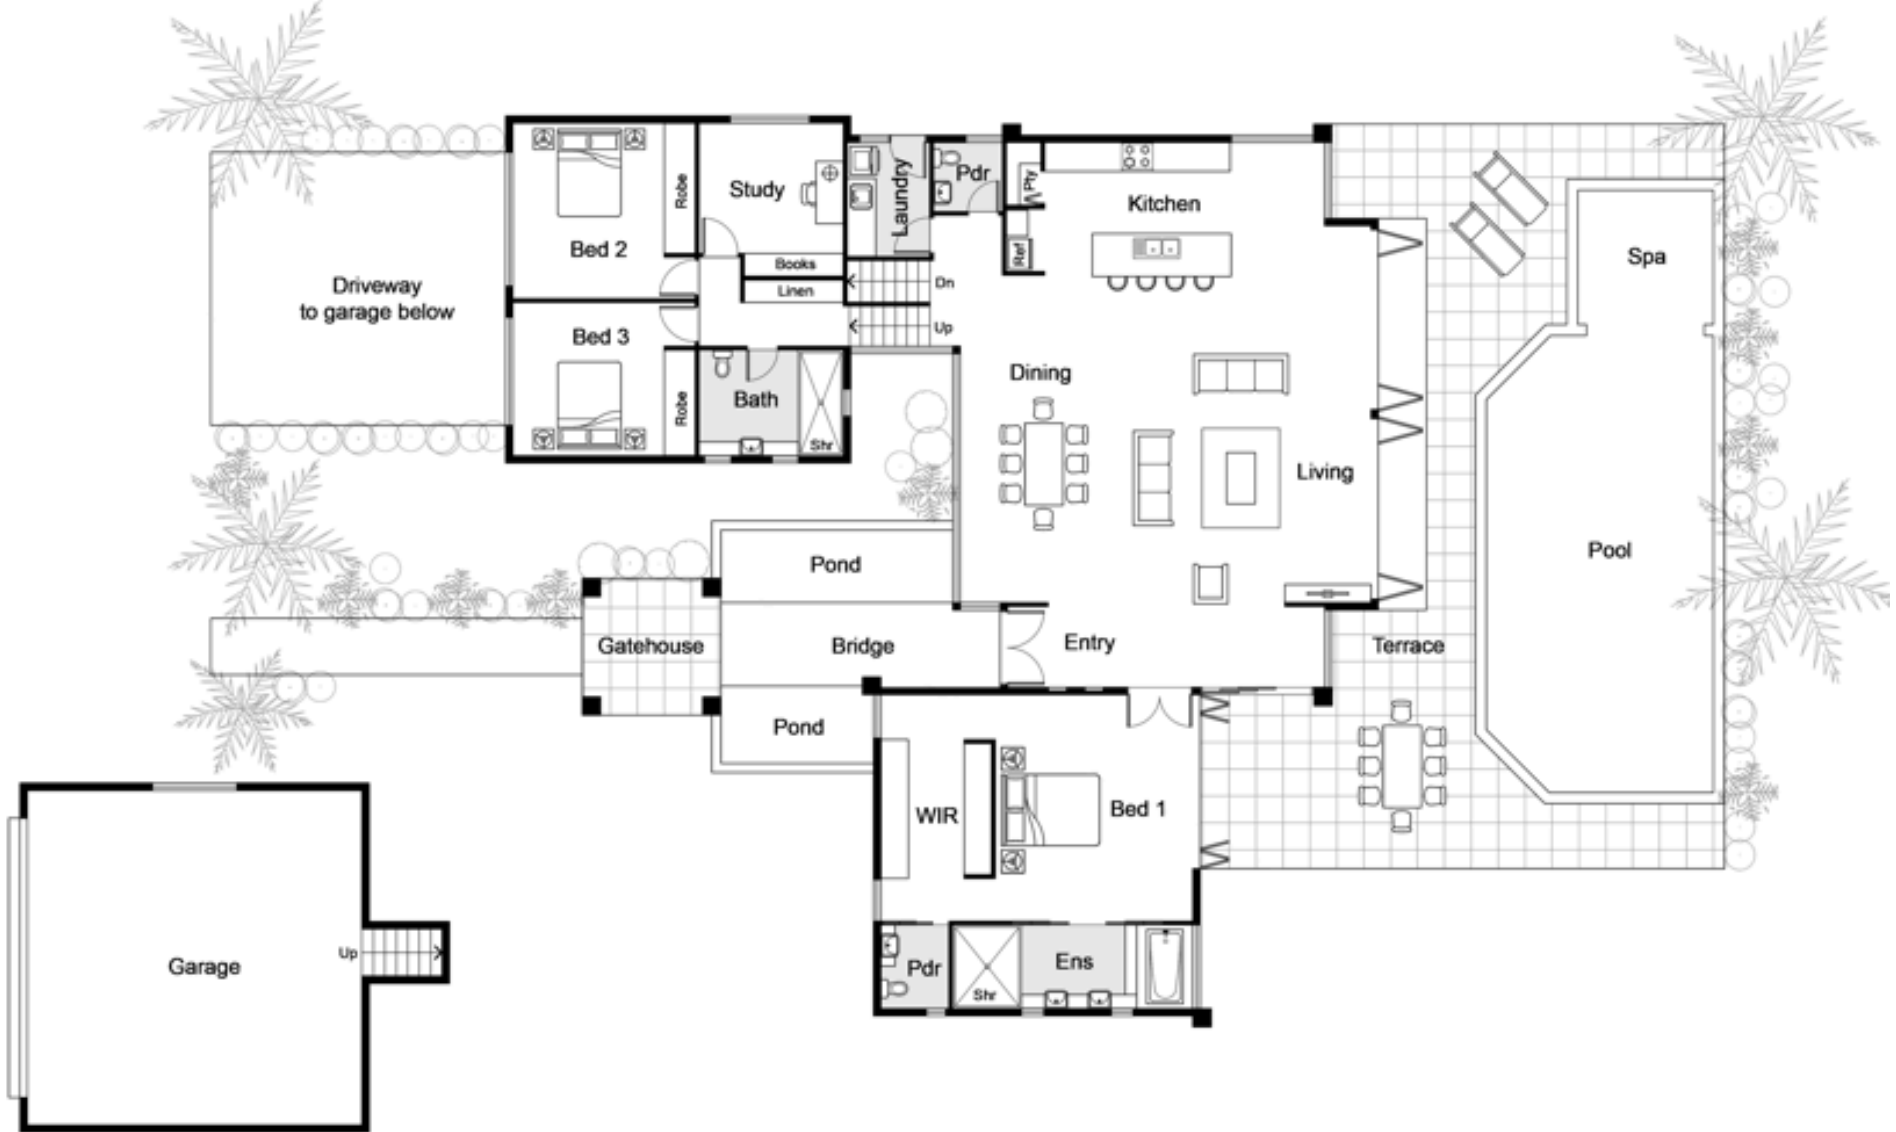 Bed 2
Robe
Study
Books
Linen
Laundry
Pdr
Pty
Ref
Kitchen
Dn
Up
Driveway
to garage below
Bed 3
Robe
Bath
Shr
Dining
Living
Spa
Pool
Pond
Gatehouse
Bridge
Entry
Terrace
Pond
WIR
Bed 1
Pdr
Shr
Ens
Garage
Up